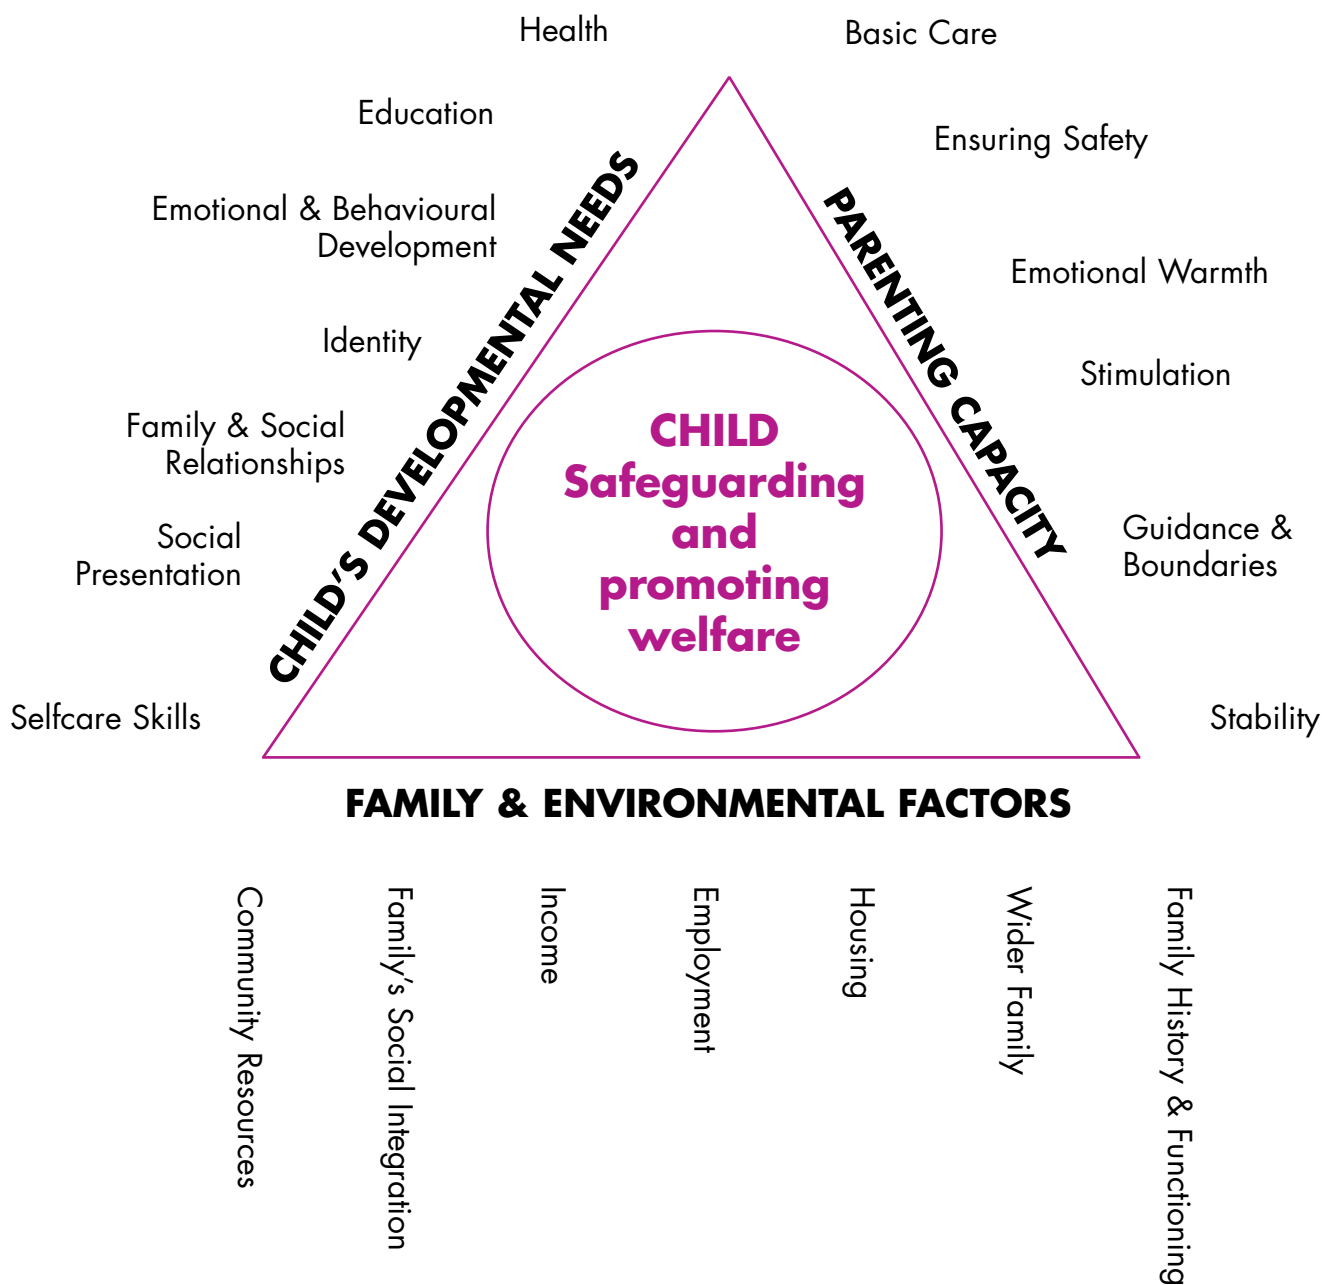 Health
Education
Emotional & Behavioural
Development
Identity
Family & Social
Relationships
Social
Presentation
Selfcare Skills
CHILD'S DEVELOPMENTAL NEEDS
Basic Care
Ensuring Safety
Emotional Warmth
Stimulation
Guidance &
Boundaries
Stability
PARENTING CAPACITY
CHILD
Safeguarding
and
promoting
welfare
FAMILY & ENVIRONMENTAL FACTORS
Community Resources
Family's Social Integration
Income
Employment
Housing
Wider Family
Family History & Functioning